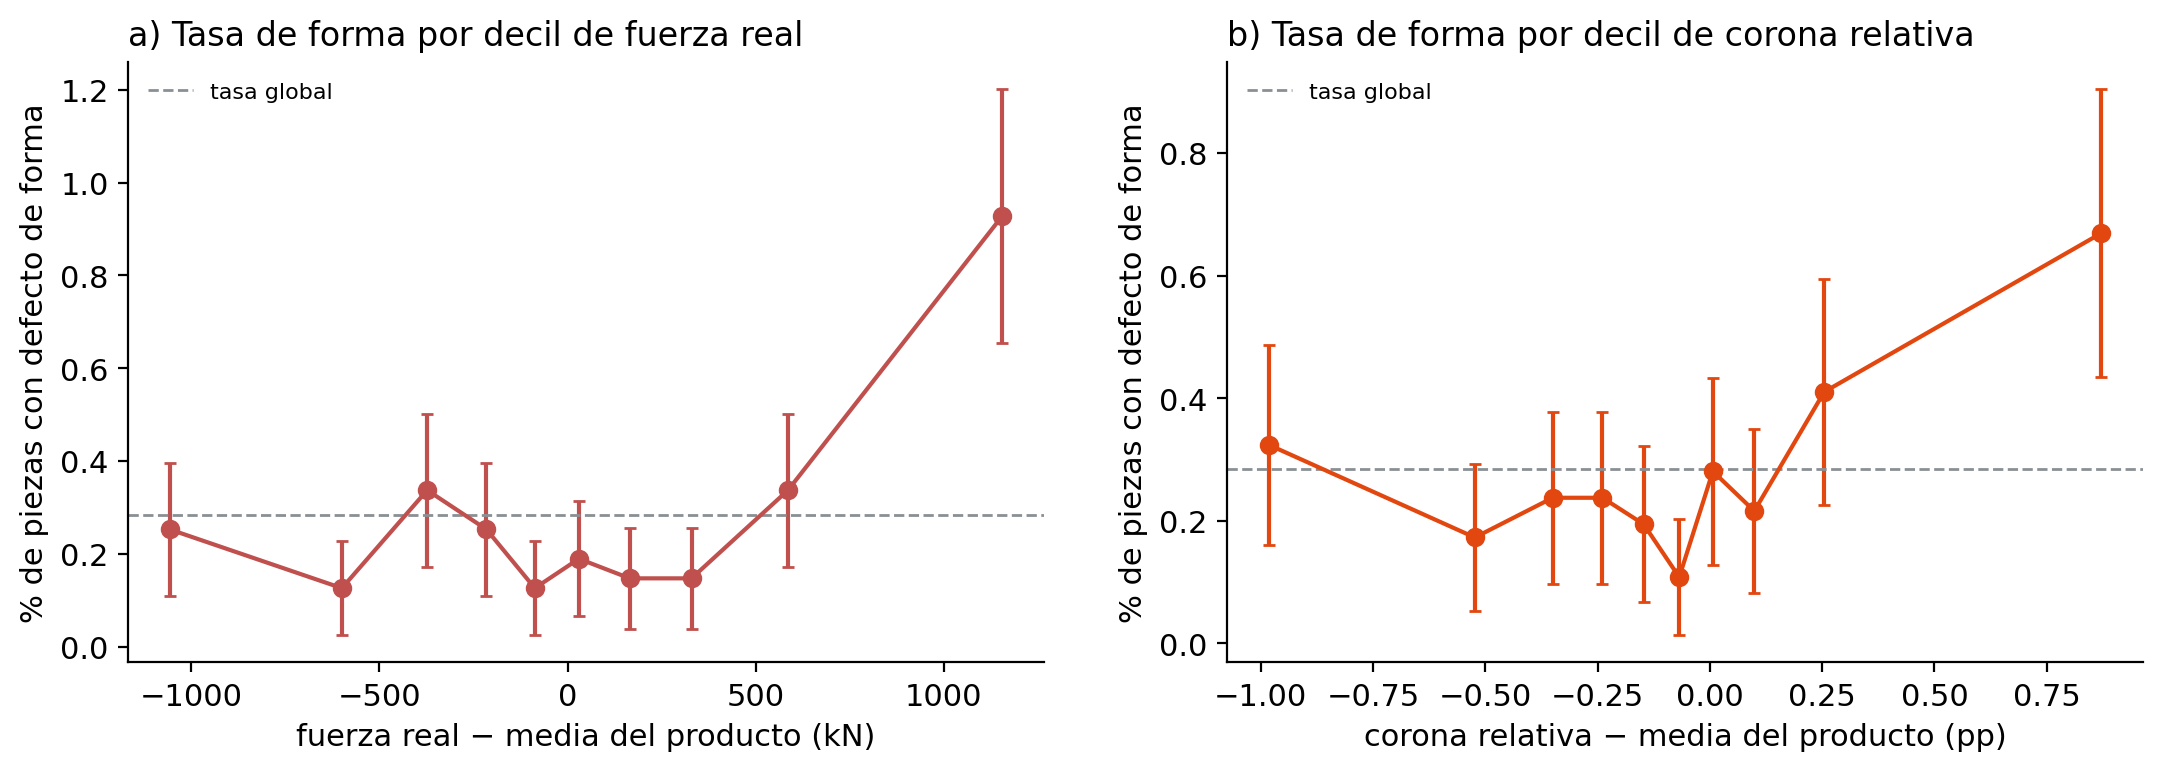 a) Tasa de forma por decil de fuerza real
tasa global
% de piezas con defecto de forma
1.2
1.0
0.8
0.6
0.4
0.2
0.0
−1000 −500 0 500 1000
fuerza real − media del producto (kN)
b) Tasa de forma por decil de corona relativa
tasa global
% de piezas con defecto de forma
0.8
0.6
0.4
0.2
0.0
−1.00 −0.75 −0.50 −0.25 0.00 0.25 0.50 0.75
corona relativa − media del producto (pp)